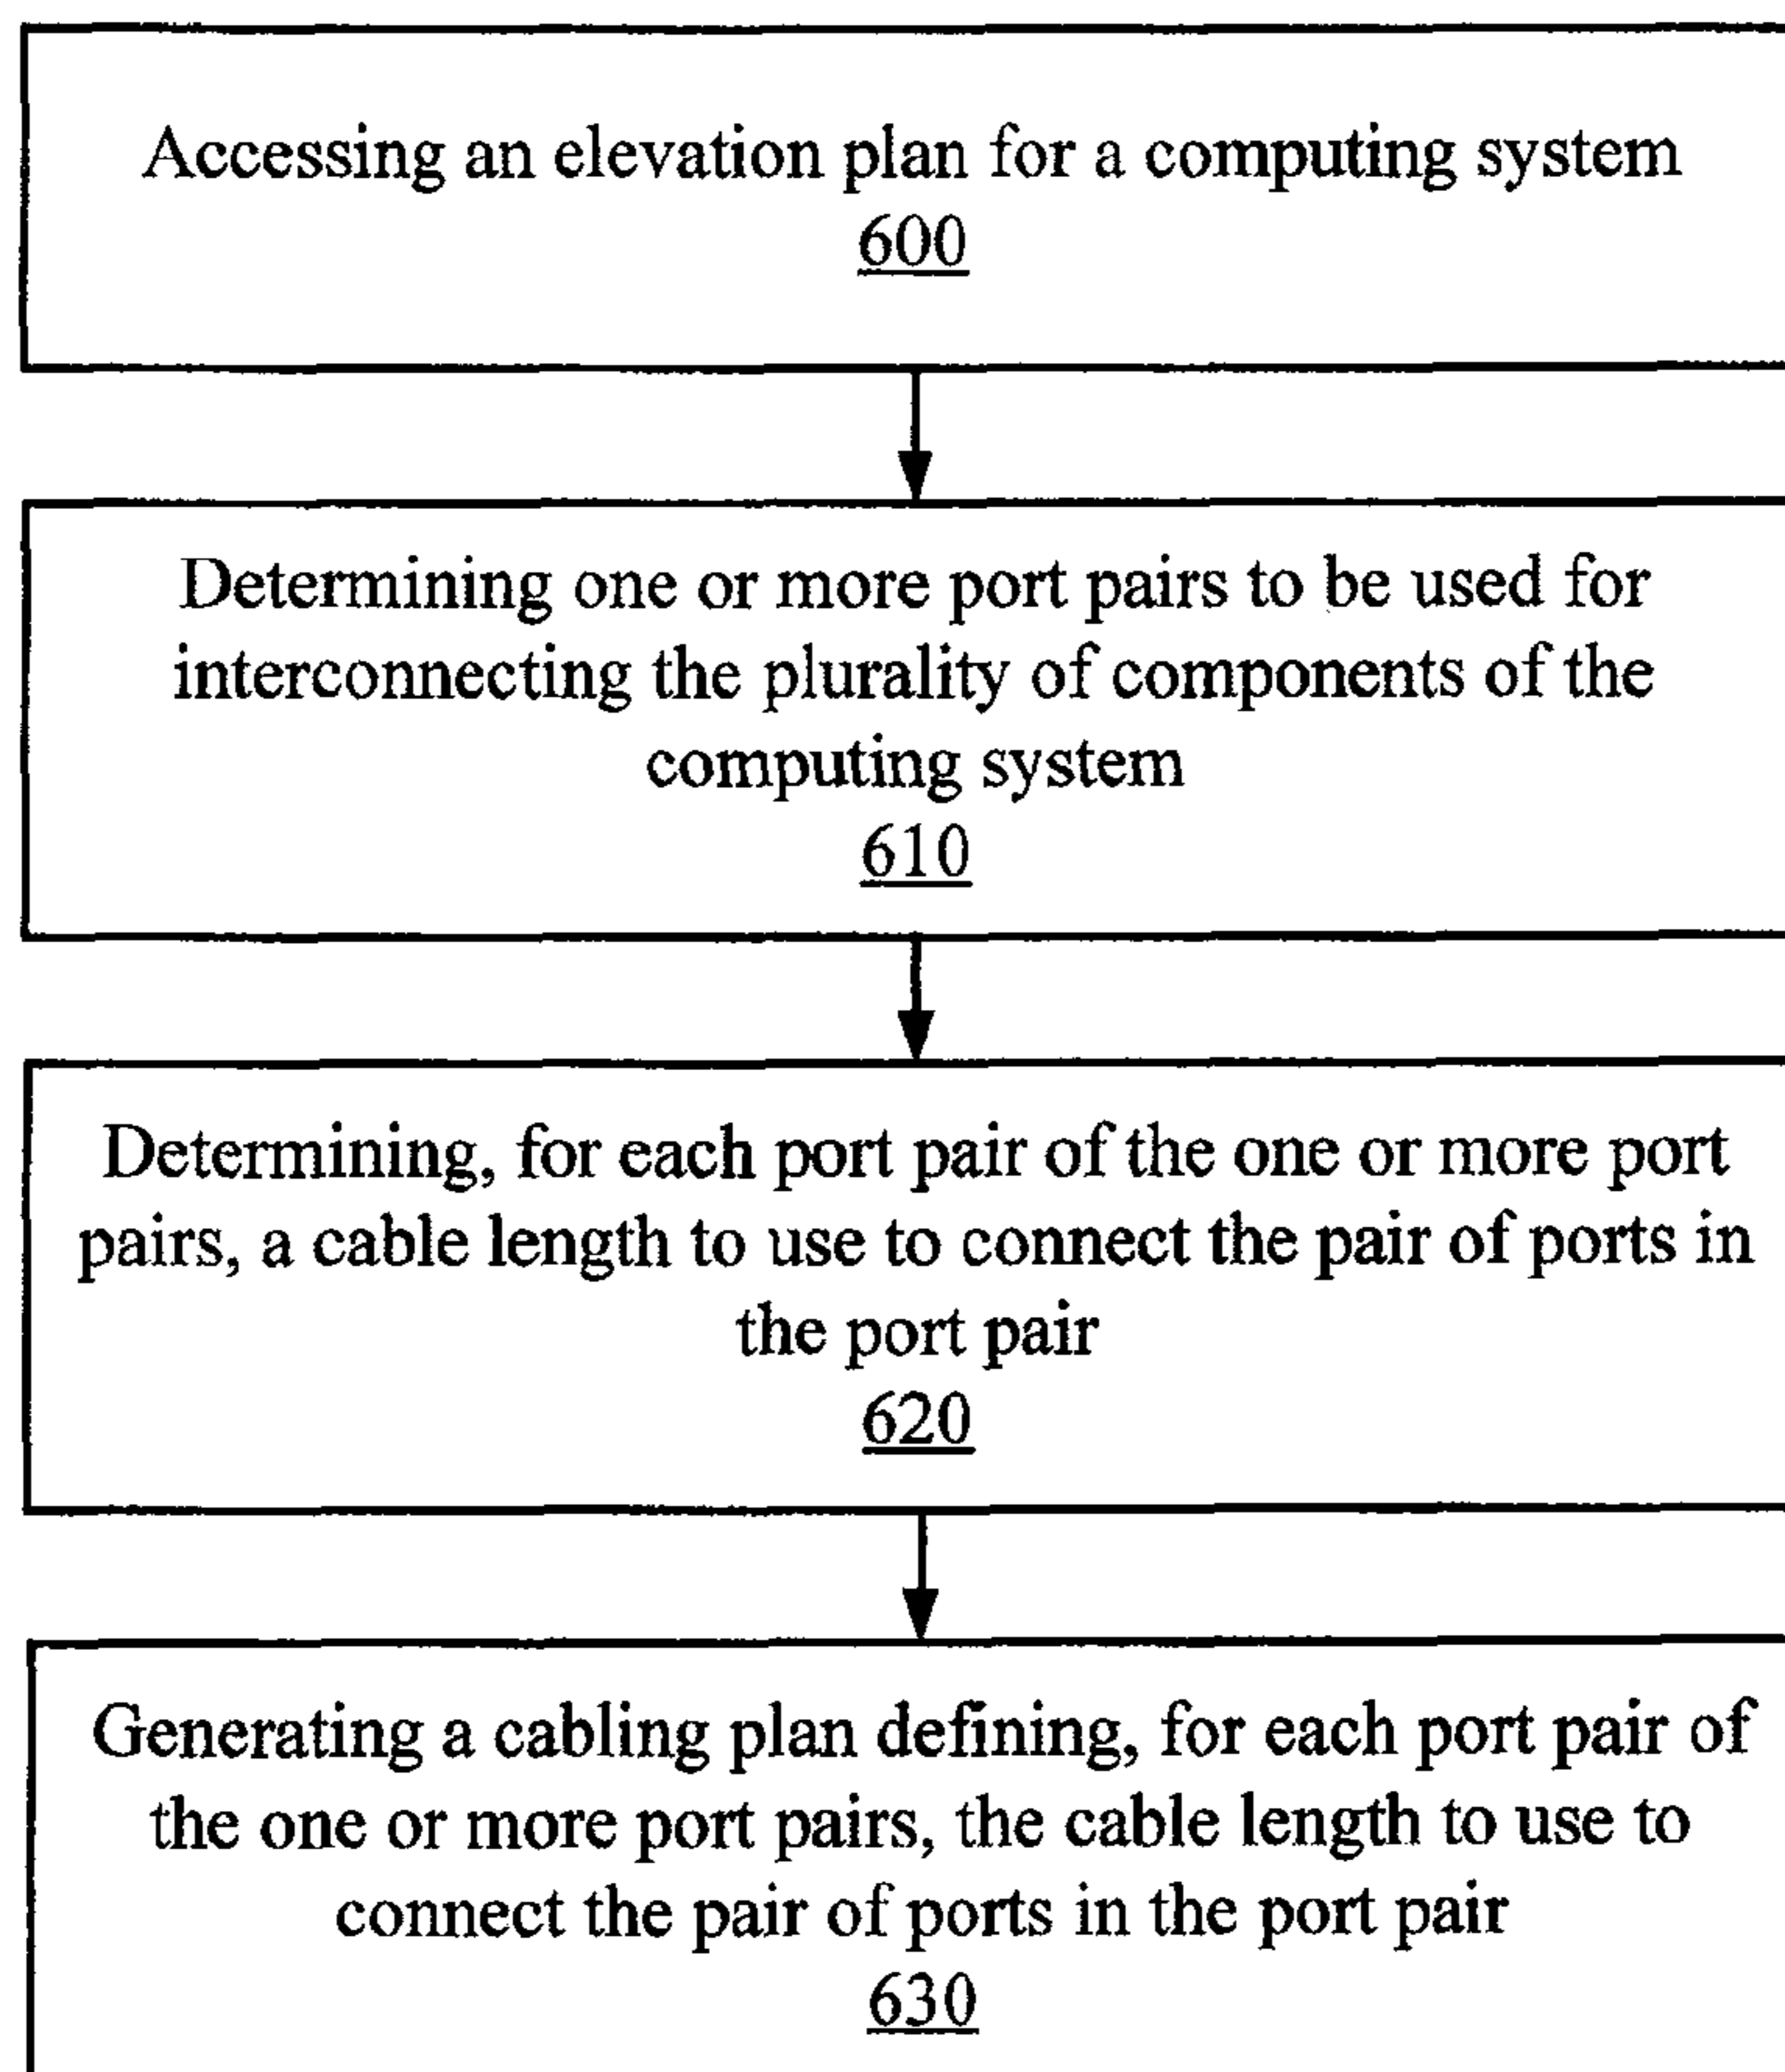 Accessing an elevation plan for a computing system
600
Determining one or more port pairs to be used for
interconnecting the plurality of components of the
computing system
610
Determining, for each port pair of the one or more port
pairs, a cable length to use to connect the pair of ports in
the port pair
620
Generating a cabling plan defining, for each port pair of
the one or more port pairs, the cable length to use to
connect the pair of ports in the port pair
630